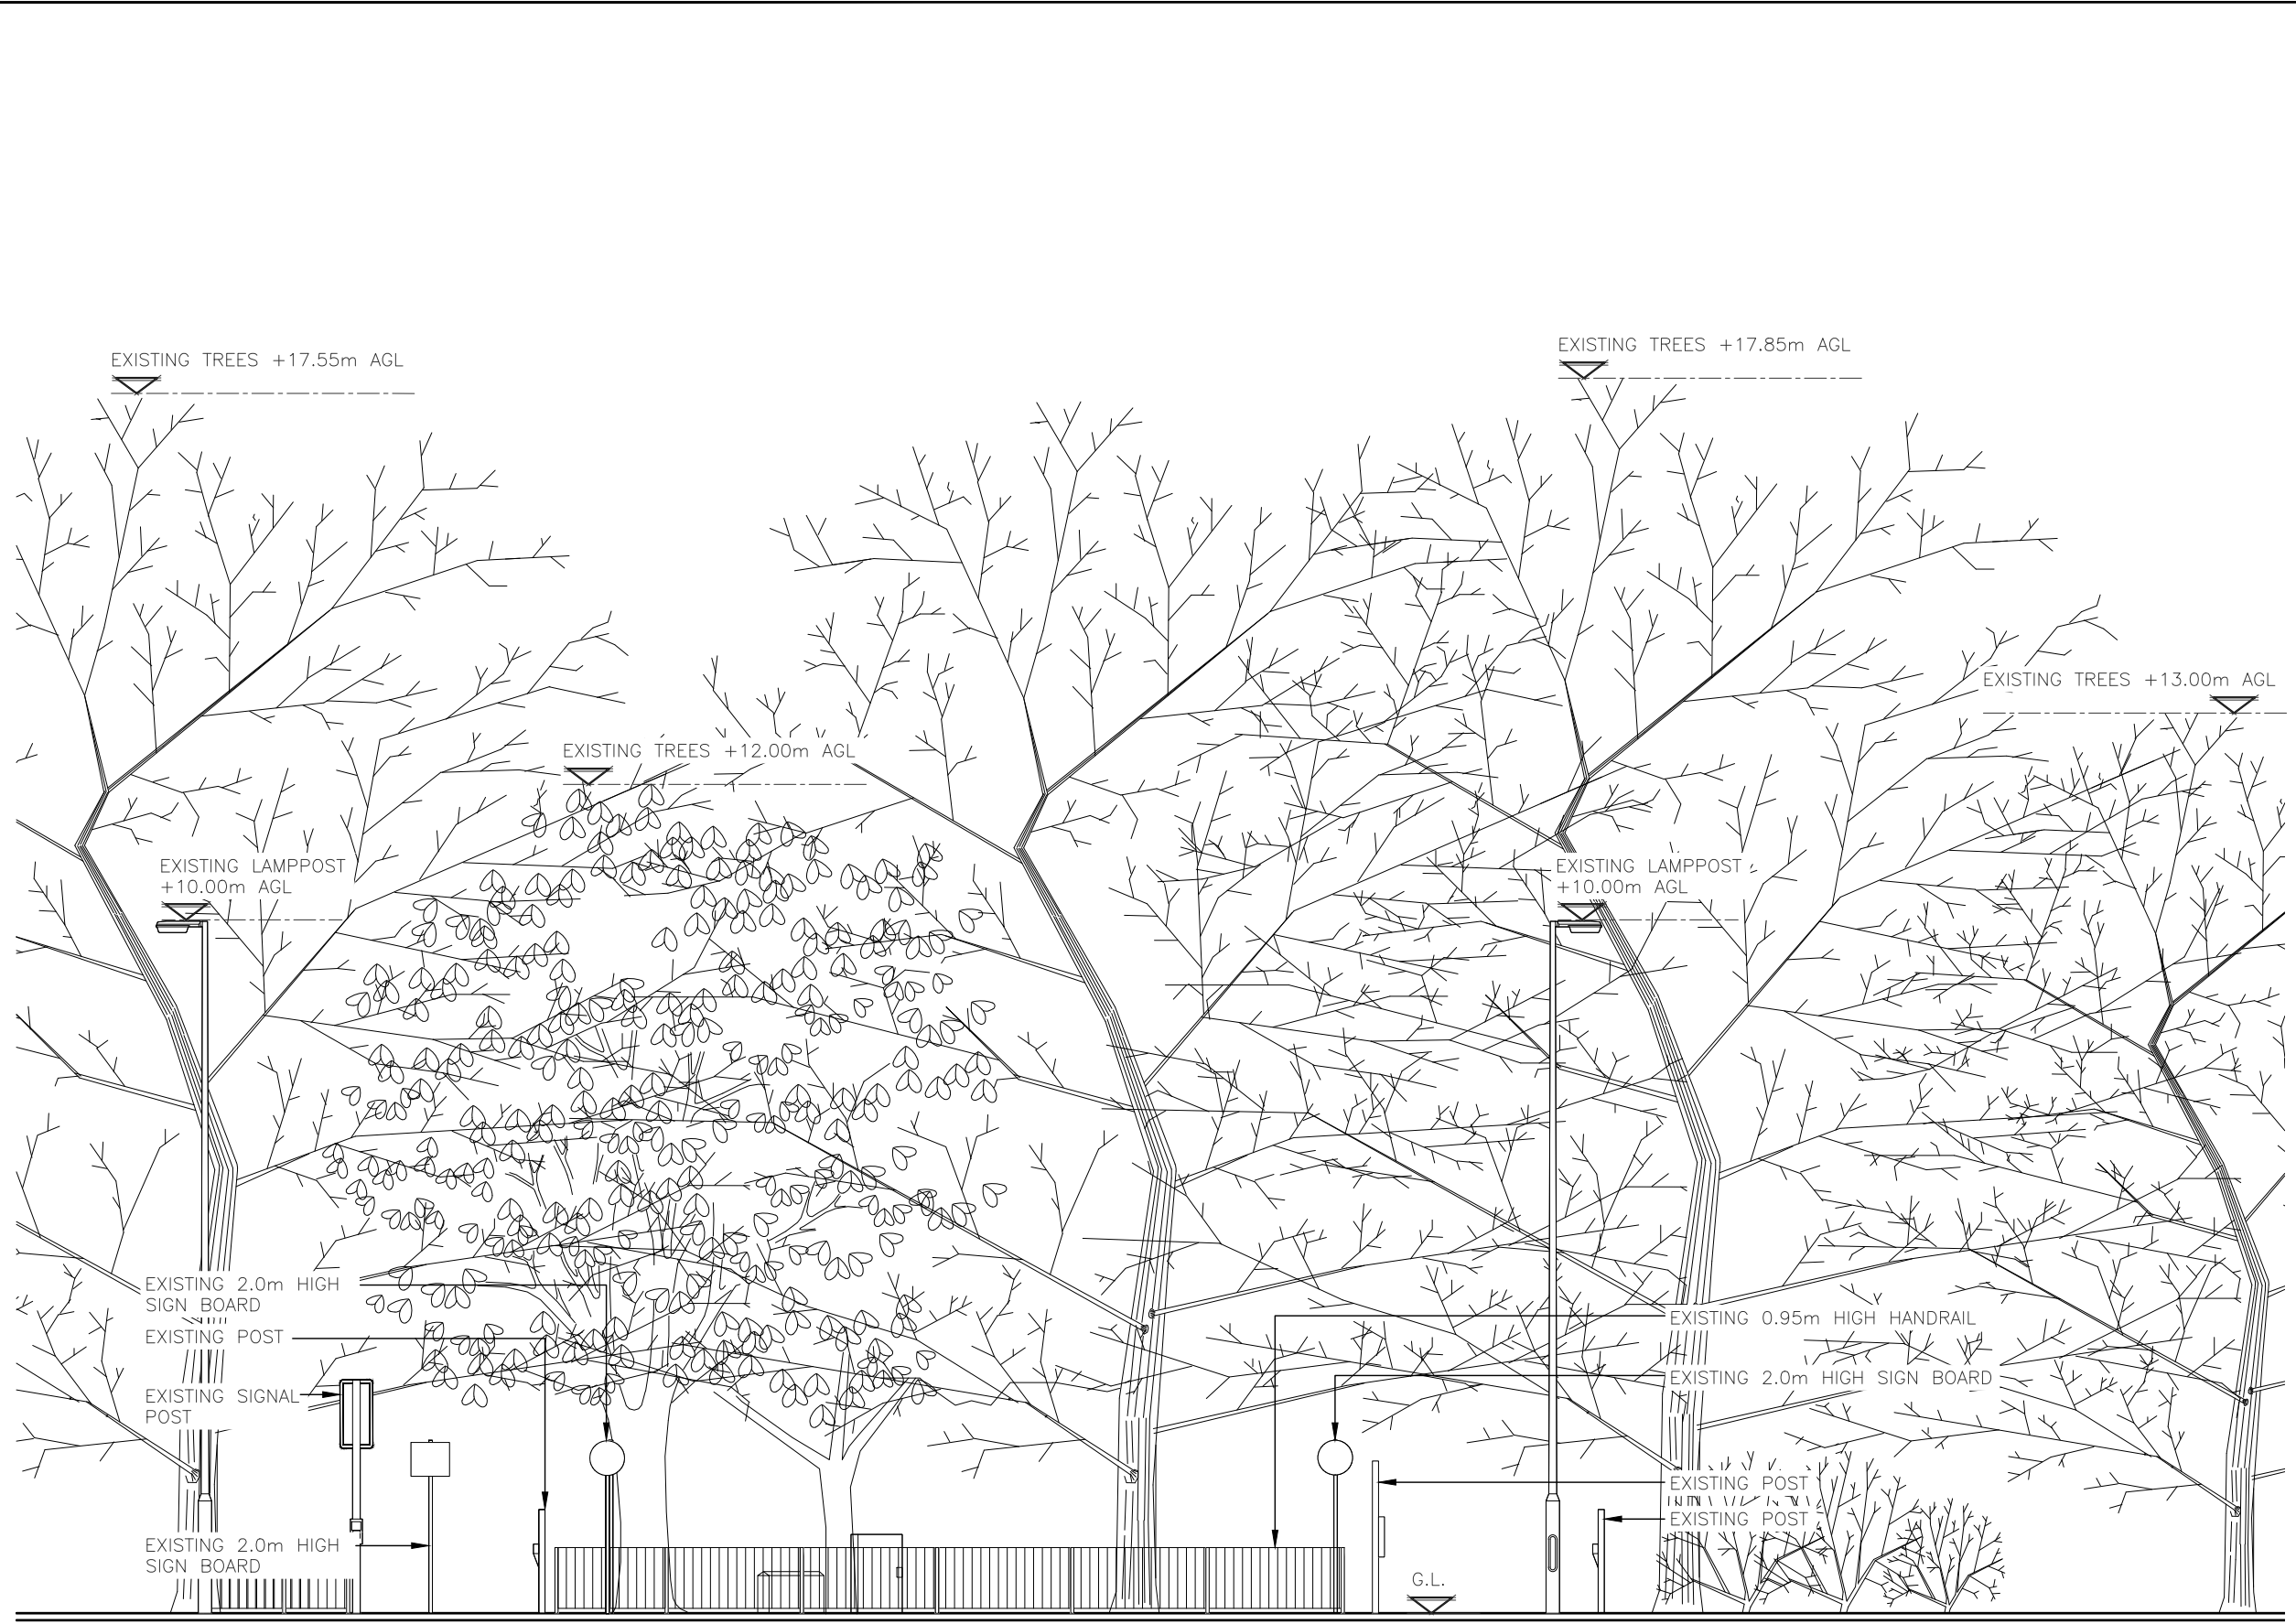 EXISTING TREES +17.85m AGL
EXISTING TREES +17.55m AGL
EXISTING TREES +13.00m AGL
EXISTING TREES +12.00m AGL
EXISTING LAMPPOST
+10.00m AGL
EXISTING LAMPPOST
+10.00m AGL
EXISTING 2.0m HIGH
SIGN BOARD
EXISTING POST
EXISTING SIGNAL
POST
EXISTING 2.0m HIGH
SIGN BOARD
EXISTING 0.95m HIGH HANDRAIL
EXISTING 2.0m HIGH SIGN BOARD
EXISTING POST
EXISTING POST
G.L.